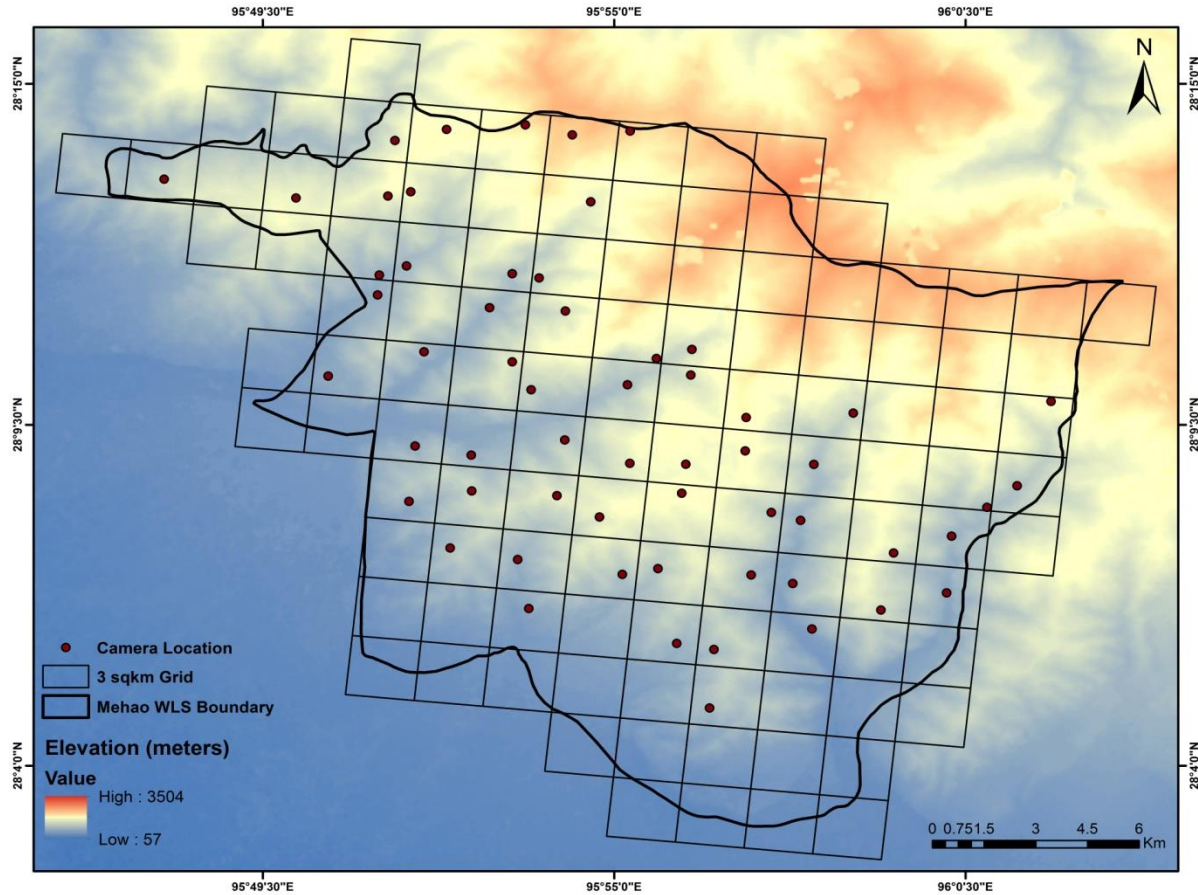 95°49'30"E 95°55'0"E 96°0'30"E
28°15'0"N 28°15'0"N
N
28°9'30"N 28°9'30"N
28°4'0"N 28°4'0"N
Camera Location
3 sqkm Grid
Mehao WLS Boundary
Elevation (meters)
Value
High : 3504
Low : 57
0 0.75 1.5 3 4.5 6
Km
95°49'30"E 95°55'0"E 96°0'30"E